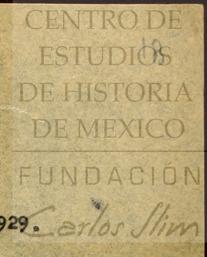 CENTRO DE
ESTUDIOS
DE HISTORIA
DE MEXICO
FUNDACIÓN
929.
Carlos Slim